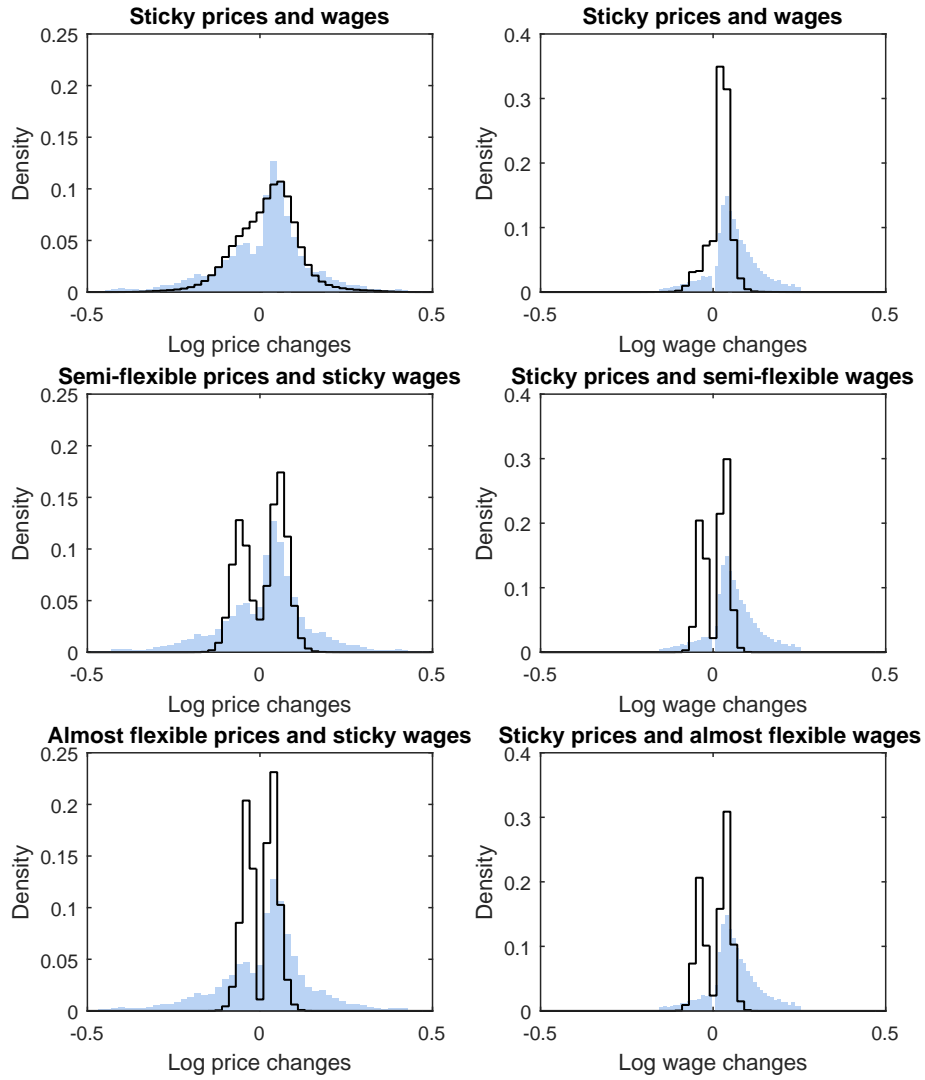 Sticky prices and wages
0.25
0.2
0.15
0.1
0.05
0
Density
-0.5
0
0.5
Log price changes
Sticky prices and wages
0.4
0.3
0.2
0.1
0
Density
-0.5
0
0.5
Log wage changes
Semi-flexible prices and sticky wages
0.25
0.2
0.15
0.1
0.05
0
Density
-0.5
0
0.5
Log price changes
Sticky prices and semi-flexible wages
0.4
0.3
0.2
0.1
0
Density
-0.5
0
0.5
Log wage changes
Almost flexible prices and sticky wages
0.25
0.2
0.15
0.1
0.05
0
Density
-0.5
0
0.5
Log price changes
Sticky prices and almost flexible wages
0.4
0.3
0.2
0.1
0
Density
-0.5
0
0.5
Log wage changes